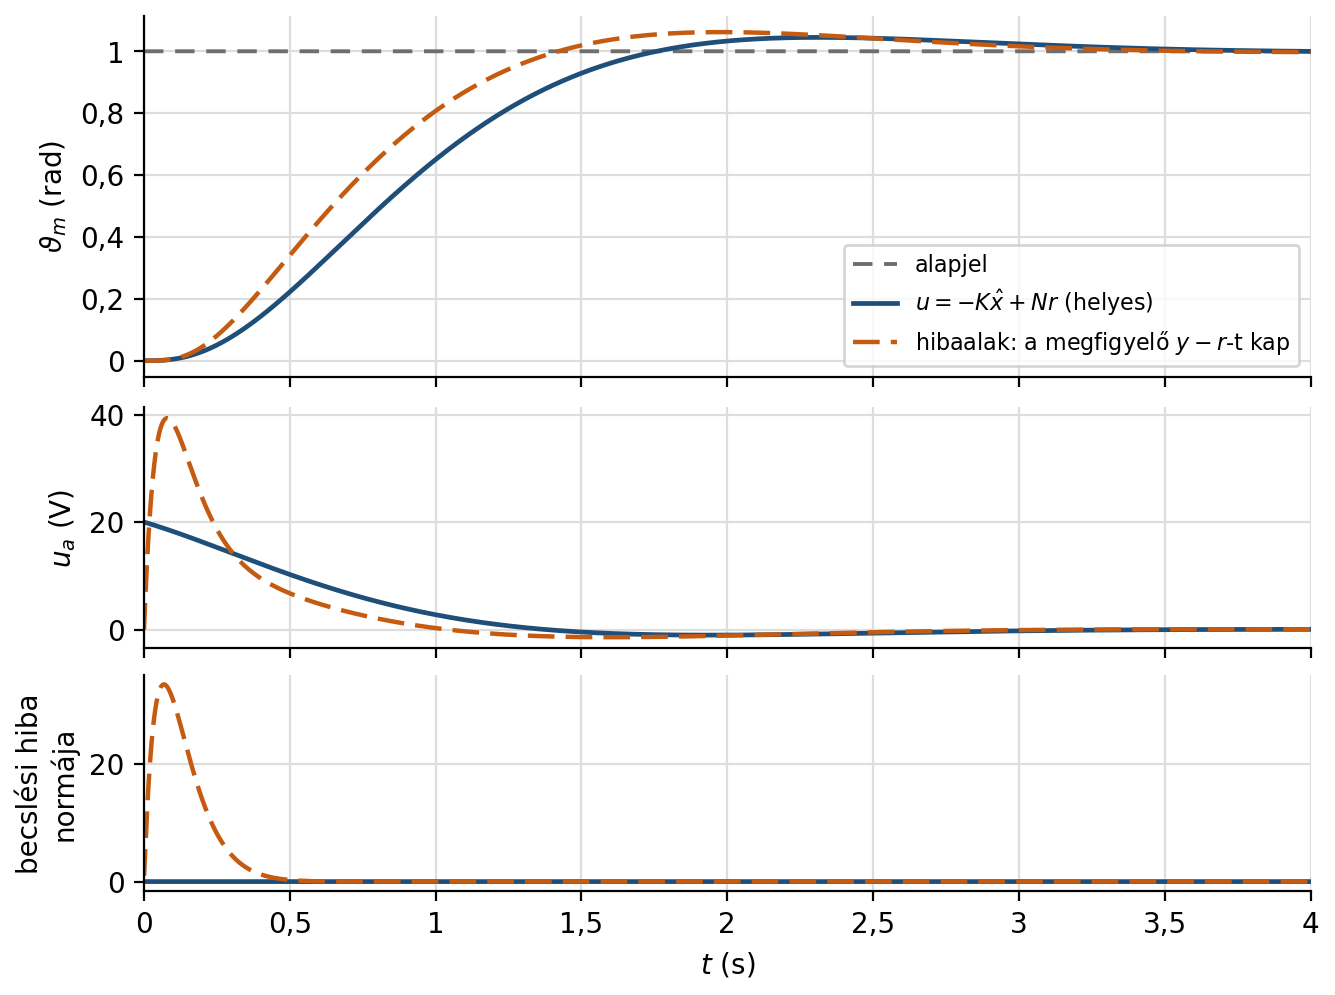 1
0,8
0,6
0,4
0,2
0
ϑₘ (rad)
alapjel
u = −Kx̂ + Nr (helyes)
hibaalak: a megfigyelő y − r-t kap
40
20
0
uₐ (V)
20
0
becslési hiba
normája
0 0,5 1 1,5 2 2,5 3 3,5 4
t (s)